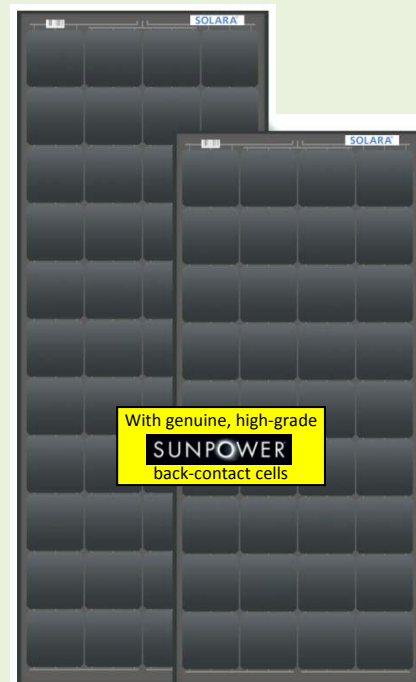 SOLARA
SOLARA
With genuine, high-grade
SUNPOWER
back-contact cells